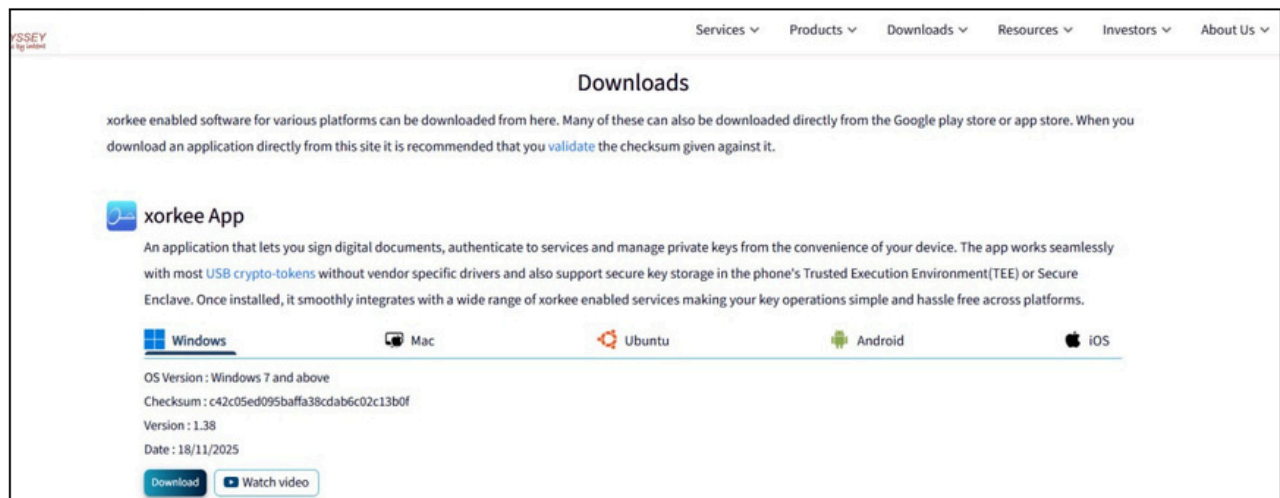 YSSEY
Services
Products
Downloads
Resources
Investors
About Us
Downloads
xorkee enabled software for various platforms can be downloaded from here. Many of these can also be downloaded directly from the Google play store or app store. When you
download an application directly from this site it is recommended that you validate the checksum given against it.
xorkee App
An application that lets you sign digital documents, authenticate to services and manage private keys from the convenience of your device. The app works seamlessly
with most USB crypto-tokens without vendor specific drivers and also support secure key storage in the phone's Trusted Execution Environment(TEE) or Secure
Enclave. Once installed, it smoothly integrates with a wide range of xorkee enabled services making your key operations simple and hassle free across platforms.
Windows
Mac
Ubuntu
Android
iOS
OS Version : Windows 7 and above
Checksum : c42c05ed095baffa38cdab6c02c13b0f
Version : 1.38
Date : 18/11/2025
Download
Watch video